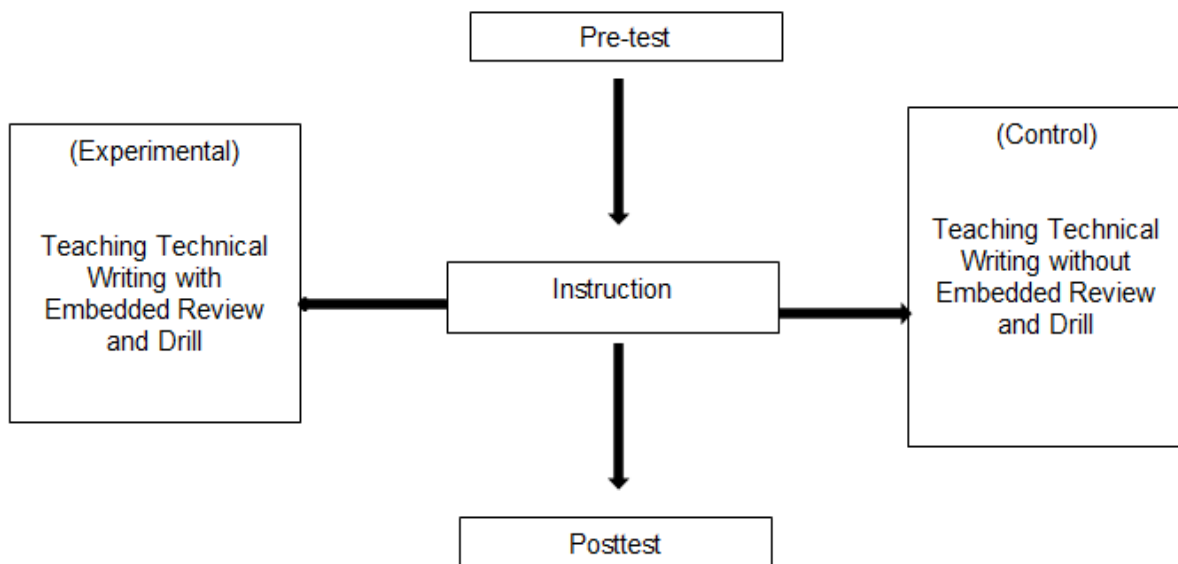 Pre-test
(Experimental)
Teaching Technical
Writing with
Embedded Review
and Drill
Instruction
(Control)
Teaching Technical
Writing without
Embedded Review
and Drill
Posttest